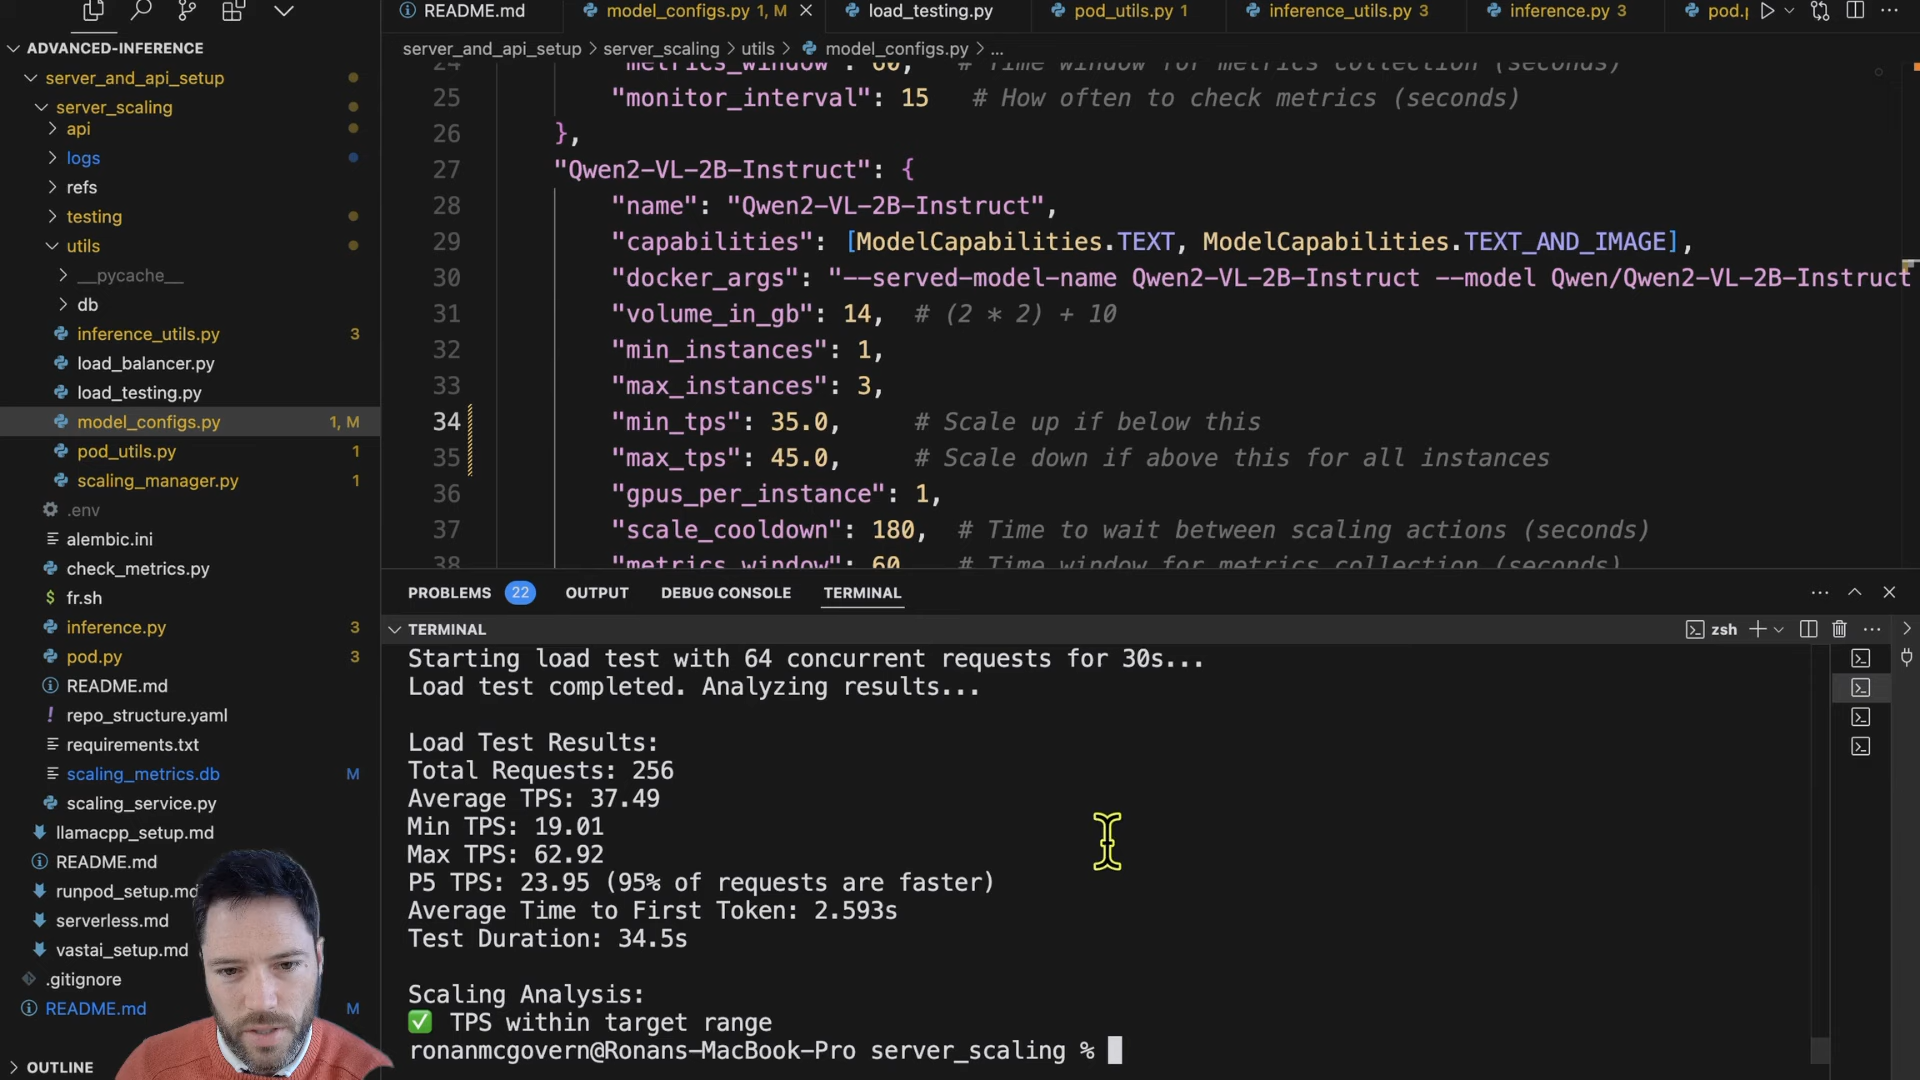 README.md
model_configs.py 1, M
load_testing.py
pod_utils.py 1
inference_utils.py 3
inference.py 3
pod.
ADVANCED-INFERENCE
server_and_api_setup
server_scaling
api
logs
refs
testing
utils
__pycache__
db
inference_utils.py 3
load_balancer.py
load_testing.py
model_configs.py 1, M
pod_utils.py 1
scaling_manager.py 1
.env
alembic.ini
check_metrics.py
fr.sh
inference.py 3
pod.py 3
README.md
repo_structure.yaml
requirements.txt
scaling_metrics.db M
scaling_service.py
llamacpp_setup.md
README.md
runpod_setup.md
serverless.md
vastai_setup.md
.gitignore
README.md M
OUTLINE
server_and_api_setup > server_scaling > utils > model_configs.py > ...
24 "metrics_window": 60, # Time window for metrics collection (seconds)
25 "monitor_interval": 15 # How often to check metrics (seconds)
26 },
27 "Qwen2-VL-2B-Instruct": {
28 "name": "Qwen2-VL-2B-Instruct",
29 "capabilities": [ModelCapabilities.TEXT, ModelCapabilities.TEXT_AND_IMAGE],
30 "docker_args": "--served-model-name Qwen2-VL-2B-Instruct --model Qwen/Qwen2-VL-2B-Instruct
31 "volume_in_gb": 14, # (2 * 2) + 10
32 "min_instances": 1,
33 "max_instances": 3,
34 "min_tps": 35.0, # Scale up if below this
35 "max_tps": 45.0, # Scale down if above this for all instances
36 "gpus_per_instance": 1,
37 "scale_cooldown": 180, # Time to wait between scaling actions (seconds)
38 "metrics_window": 60, # Time window for metrics collection (seconds)
PROBLEMS 22 OUTPUT DEBUG CONSOLE TERMINAL
TERMINAL
zsh
Starting load test with 64 concurrent requests for 30s...
Load test completed. Analyzing results...
Load Test Results:
Total Requests: 256
Average TPS: 37.49
Min TPS: 19.01
Max TPS: 62.92
P5 TPS: 23.95 (95% of requests are faster)
Average Time to First Token: 2.593s
Test Duration: 34.5s
Scaling Analysis:
✅ TPS within target range
ronanmcgovern@Ronans-MacBook-Pro server_scaling %